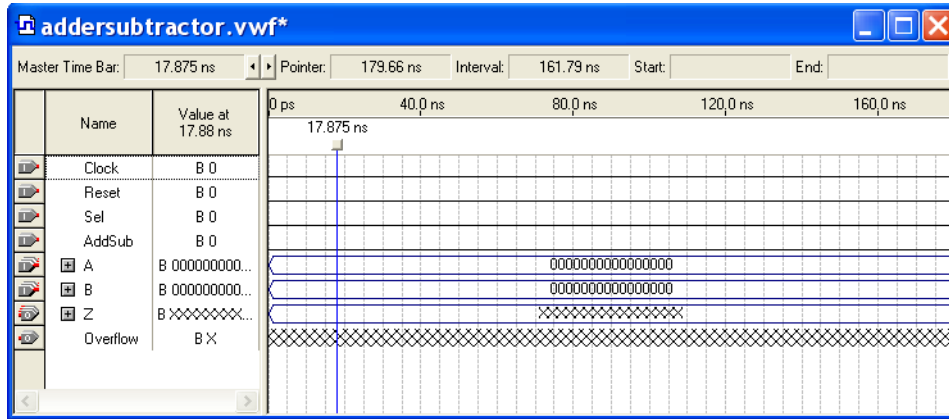 addersubtractor.vwf*
Master Time Bar: 17.875 ns Pointer: 179.66 ns Interval: 161.79 ns Start: End:
Name Value at 17.88 ns 0 ps 40.0 ns 80.0 ns 120.0 ns 160.0 ns
17.875 ns
Clock B 0
Reset B 0
Sel B 0
AddSub B 0
A B 000000000... 0000000000000000
B B 000000000... 0000000000000000
Z B XXXXXXXX... XXXXXXXXXXXXXXXX
Overflow B X